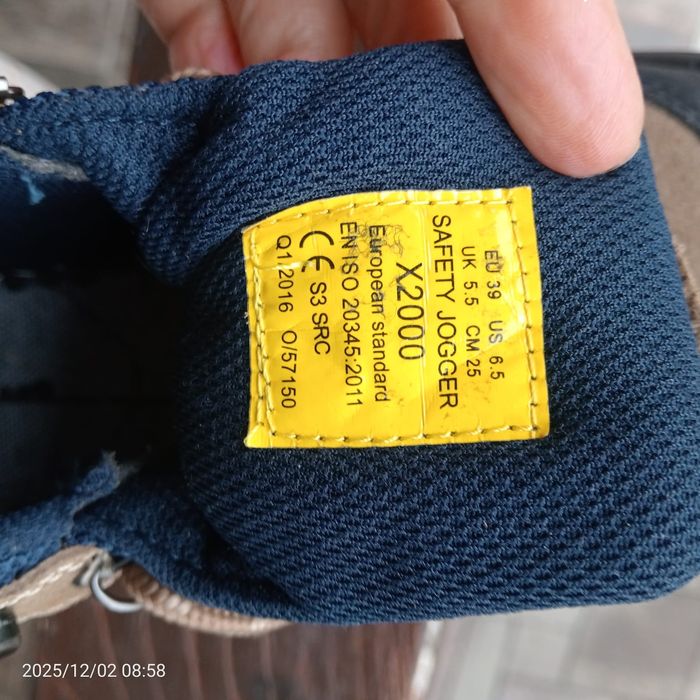 EU 39 US 6.5
UK 5.5 CM 25
SAFETY JOGGER
X2000
European standard
EN ISO 20345:2011
CE S3 SRC
Q1/2016 O/57150
2025/12/02 08:58